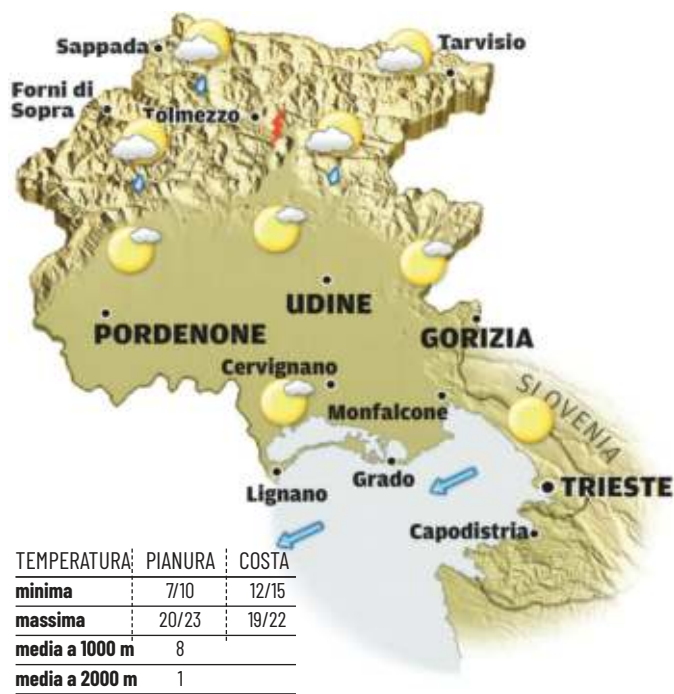 Sappada
Tarvisio
Forni di
Sopra
Tolmezzo
UDINE
PORDENONE
GORIZIA
Cervignano
Monfalcone
SLOVENIA
Grado
Lignano
TRIESTE
Capodistria
TEMPERATURA PIANURA COSTA
minima 7/10 12/15
massima 20/23 19/22
media a 1000 m 8
media a 2000 m 1